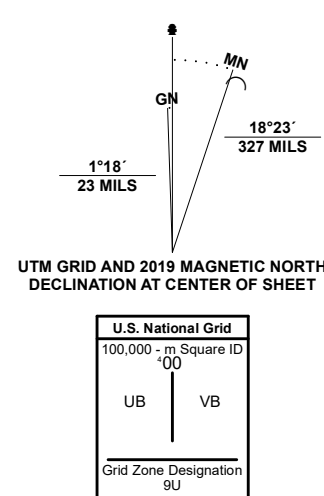 MN
GN
18°23´
327 MILS
1°18´
23 MILS
UTM GRID AND 2019 MAGNETIC NORTH
DECLINATION AT CENTER OF SHEET
U.S. National Grid
100,000 - m Square ID
⁴00
UB VB
Grid Zone Designation
9U